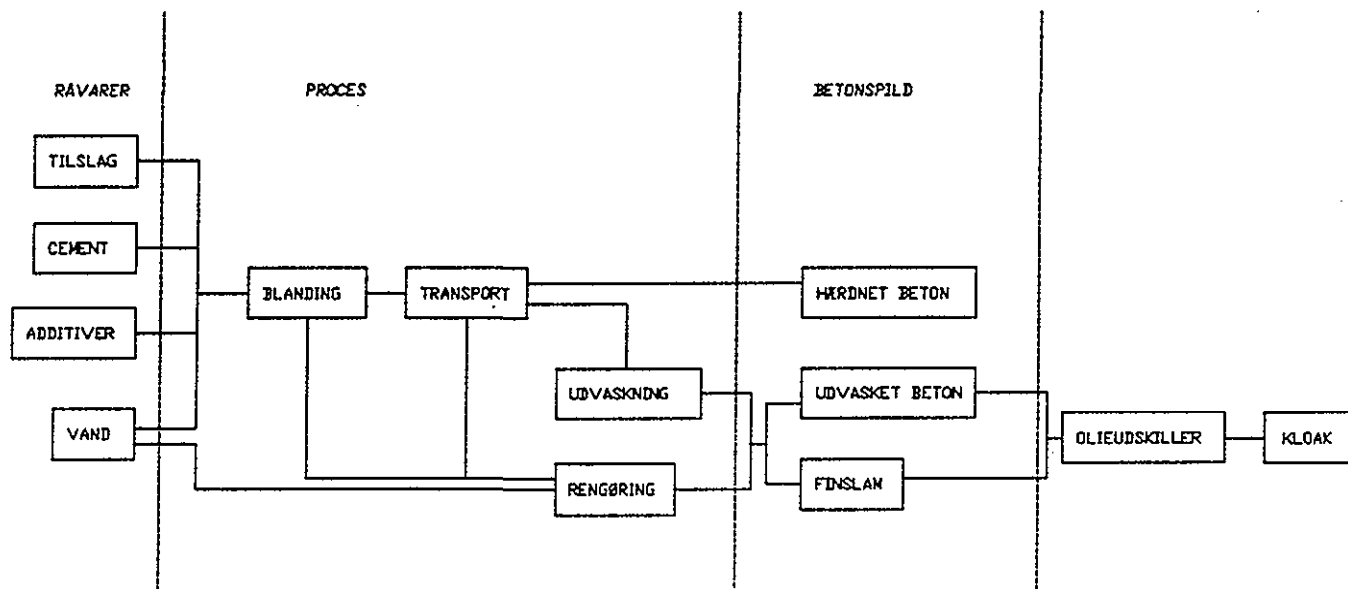 RÅVARER
PROCES
BETONSPILD
TILSLAG
CEMENT
ADDITIVER
VAND
BLANDING
TRANSPORT
UDVASKNING
RENGØRING
HÆRDNET BETON
UDVASKET BETON
FINSLAM
OLIEUDSKILLER
KLOAK